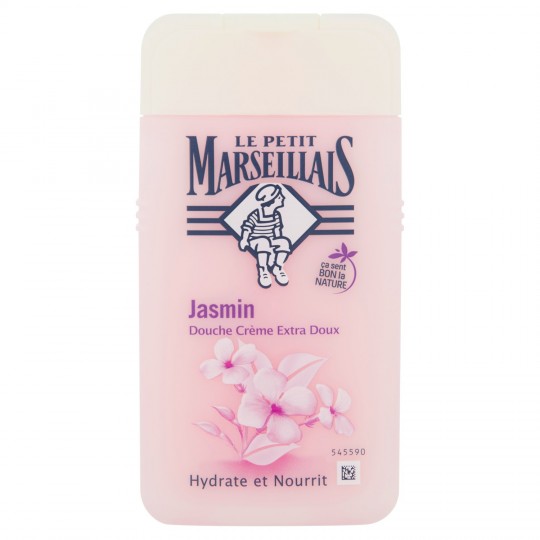 LE PETIT
MARSEILLAIS
ça sent
BON la
NATURE
Jasmin
Douche Crème Extra Doux
545590
Hydrate et Nourrit